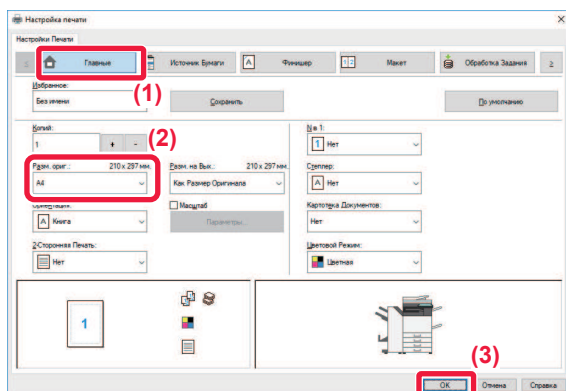 Настройка печати
Настройки Печати
Главные
Источник Бумаги
Финишер
Макет
Обработка Задания
(1)
Избранное:
Без имени
Сохранить
По умолчанию
Копий:
1
+ -
(2)
N в 1:
1 Нет
Разм. ориг.: 210 x 297 мм.
A4
Разм. на Вых.: 210 x 297 мм.
Как Размер Оригинала
Степлер:
A Нет
Ориентация:
A Книга
Масштаб
Параметры...
Картотека Документов:
Нет
2-Сторонняя Печать:
Нет
Цветовой Режим:
Цветная
1
(3)
OK
Отмена
Справка